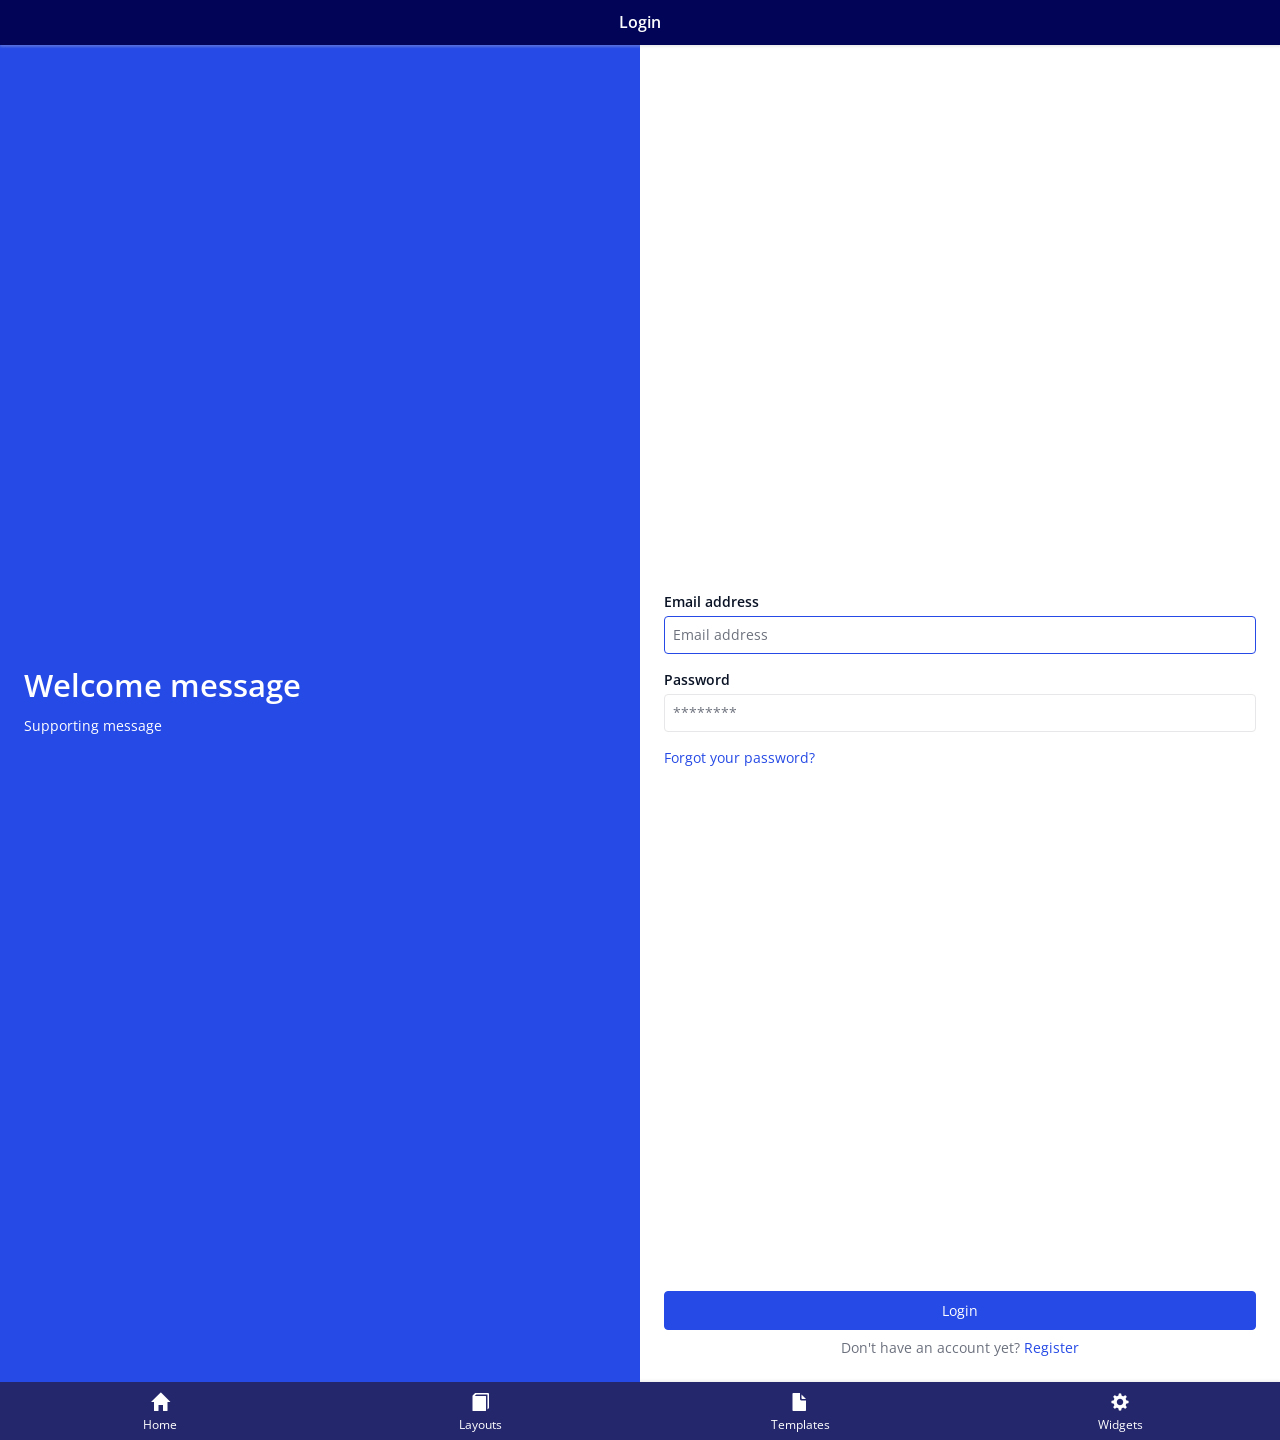 Login
Welcome message
Supporting message
Email address
Email address
Password
********
Forgot your password?
Login
Don't have an account yet? Register
Home
Layouts
Templates
Widgets